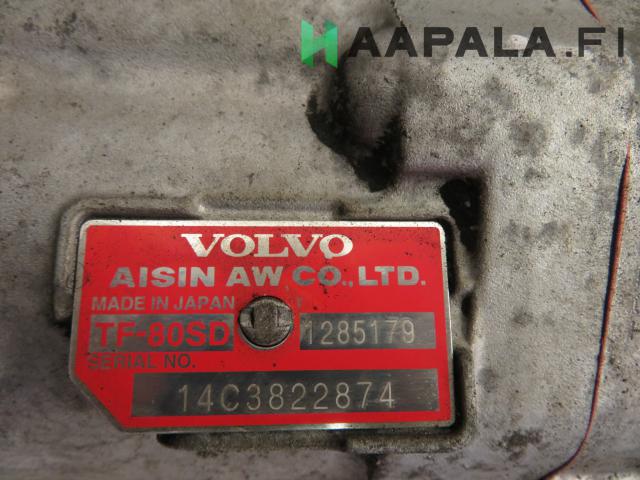 HAAPALA.FI
VOLVO
AISIN AW CO., LTD.
MADE IN JAPAN
TF-80SD 1285179
SERIAL NO.
14C3822874